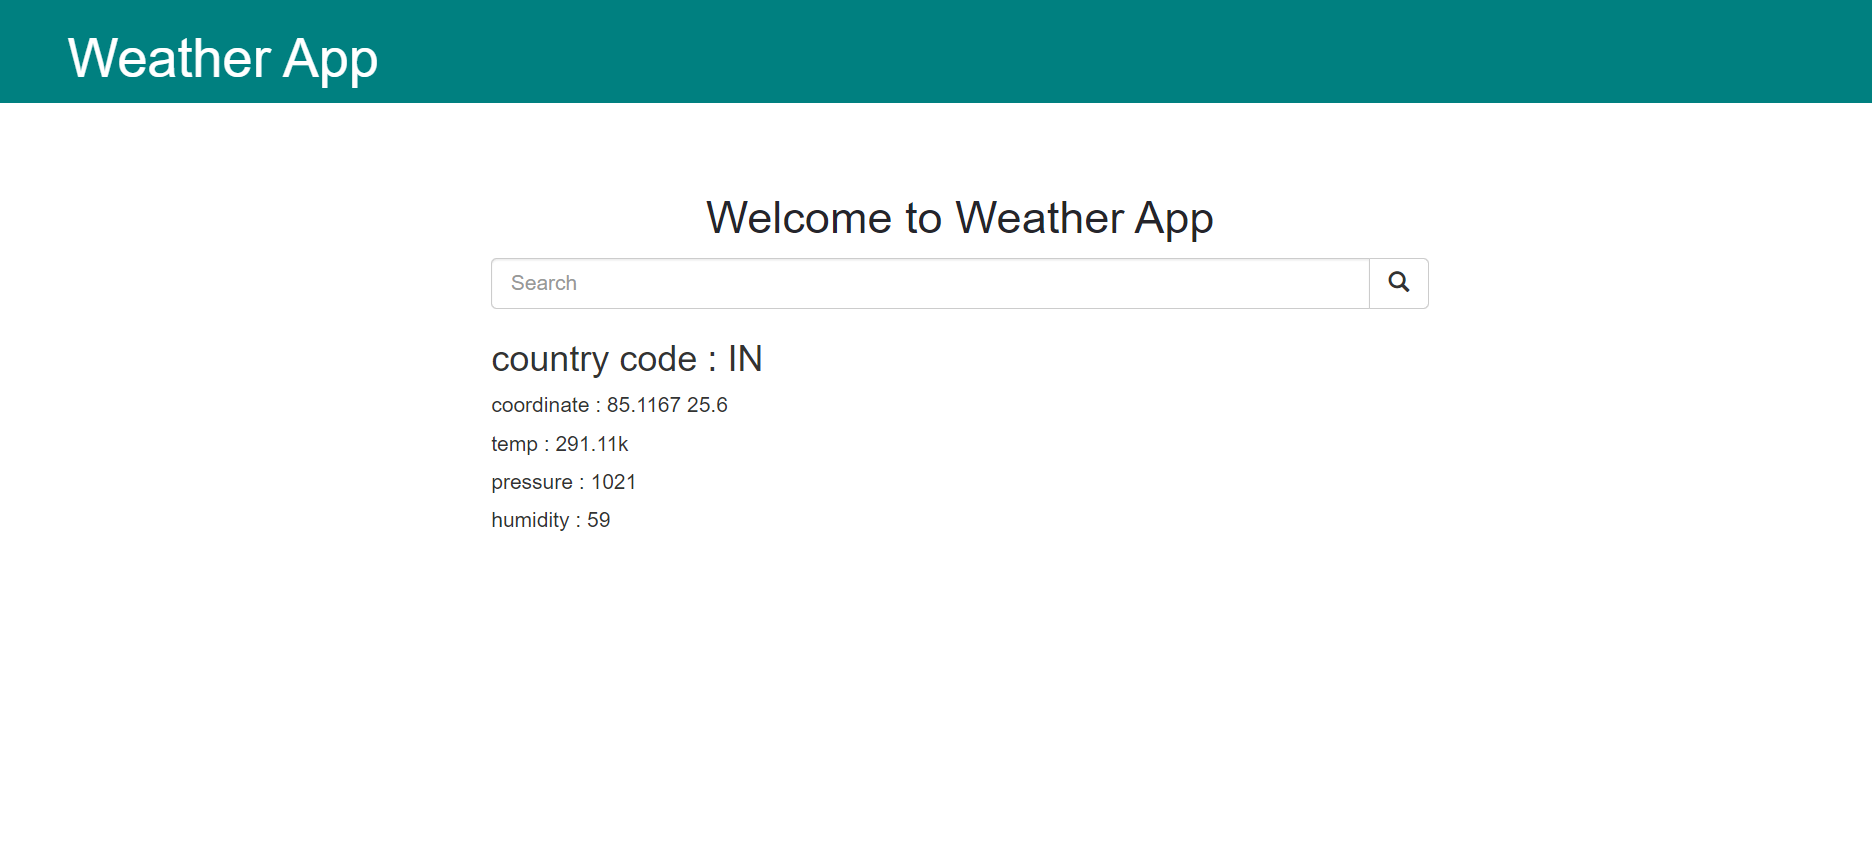 Weather App
Welcome to Weather App
Search
country code : IN
coordinate : 85.1167 25.6
temp : 291.11k
pressure : 1021
humidity : 59